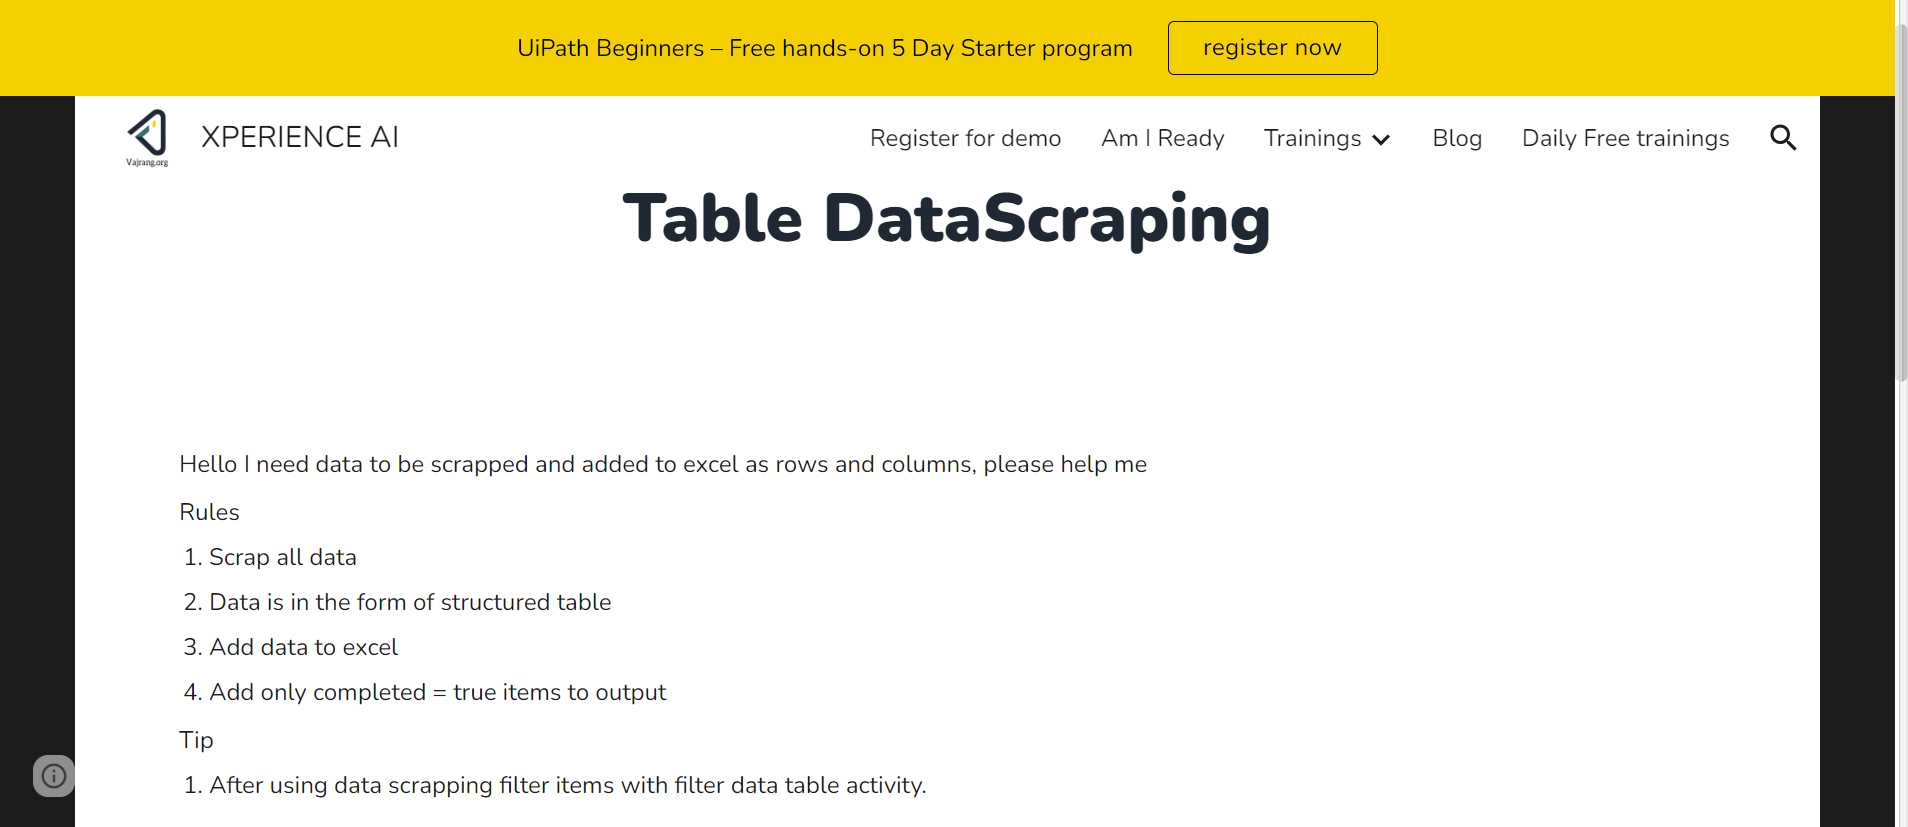 UiPath Beginners – Free hands-on 5 Day Starter program
register now
Vajrang.org
XPERIENCE AI
Register for demo
Am I Ready
Trainings
Blog
Daily Free trainings
Table DataScraping
Hello I need data to be scrapped and added to excel as rows and columns, please help me
Rules
1. Scrap all data
2. Data is in the form of structured table
3. Add data to excel
4. Add only completed = true items to output
Tip
1. After using data scrapping filter items with filter data table activity.